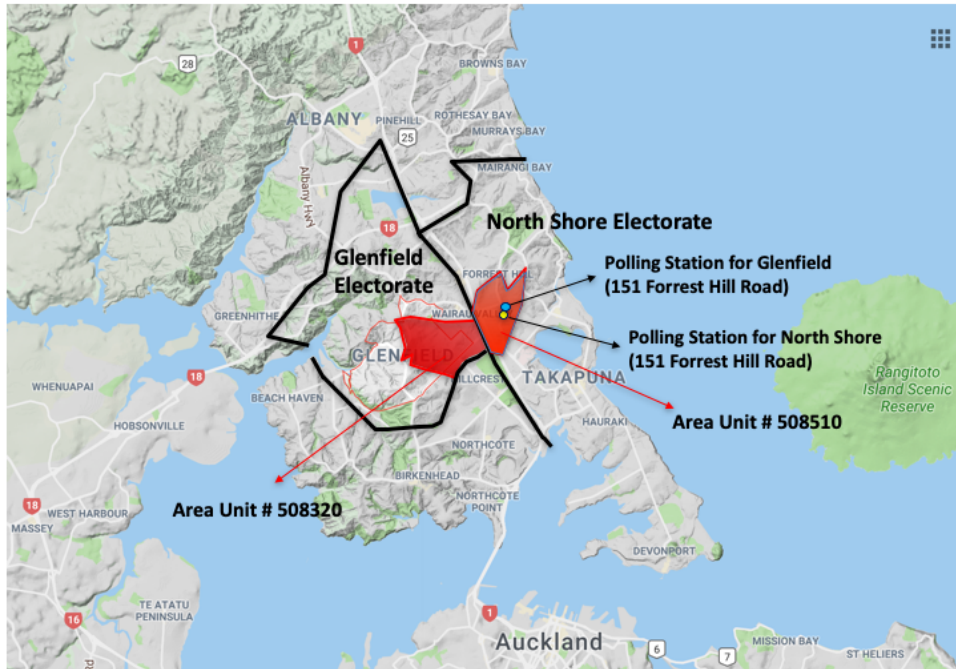 1
28
BROWNS BAY
ALBANY
PINEHILL
ROTHESAY BAY
25
MURRAYS BAY
MAIRANGI BAY
Albany Hwy
18
North Shore Electorate
Glenfield
Electorate
FORREST HILL
Polling Station for Glenfield
(151 Forrest Hill Road)
GREENHITHE
WAIRAU VALLEY
Polling Station for North Shore
(151 Forrest Hill Road)
GLENFIELD
18
HILLCREST
TAKAPUNA
Rangitoto
Island Scenic
Reserve
WHENUAPAI
BEACH HAVEN
HOBSONVILLE
HAURAKI
Area Unit # 508510
NORTHCOTE
BIRKENHEAD
NORTHCOTE
POINT
18
WEST HARBOUR
MASSEY
Area Unit # 508320
DEVONPORT
TE ATATU
PENINSULA
16
1
Auckland
6
7
MISSION BAY
ST HELIERS